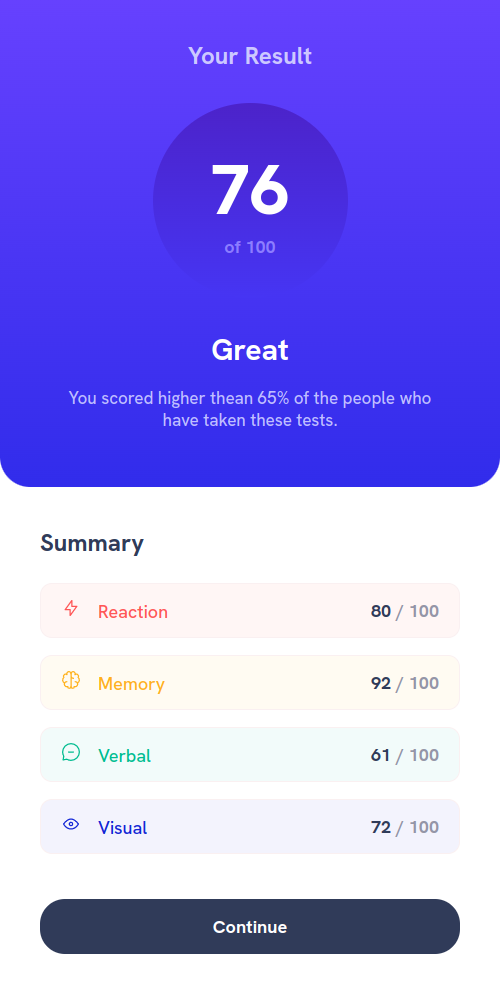 Your Result
76
of 100
Great
You scored higher thean 65% of the people who
have taken these tests.
Summary
Reaction 80 / 100
Memory 92 / 100
Verbal 61 / 100
Visual 72 / 100
Continue